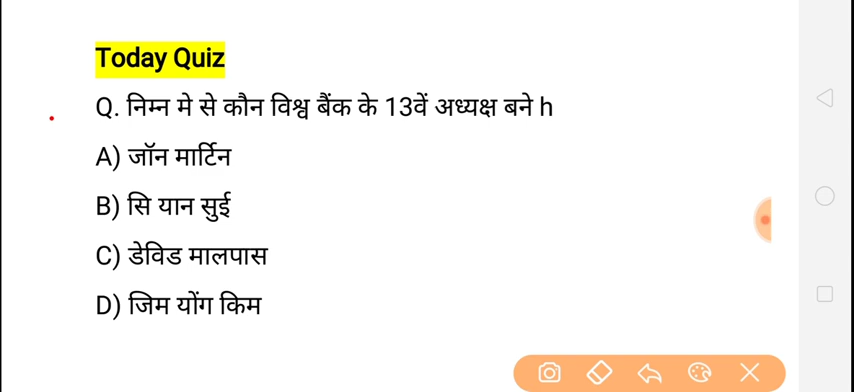 Today Quiz
Q. निम्न मे से कौन विश्व बैंक के 13वें अध्यक्ष बने h
A) जॉन मार्टिन
B) सि यान सुई
C) डेविड मालपास
D) जिम योंग किम